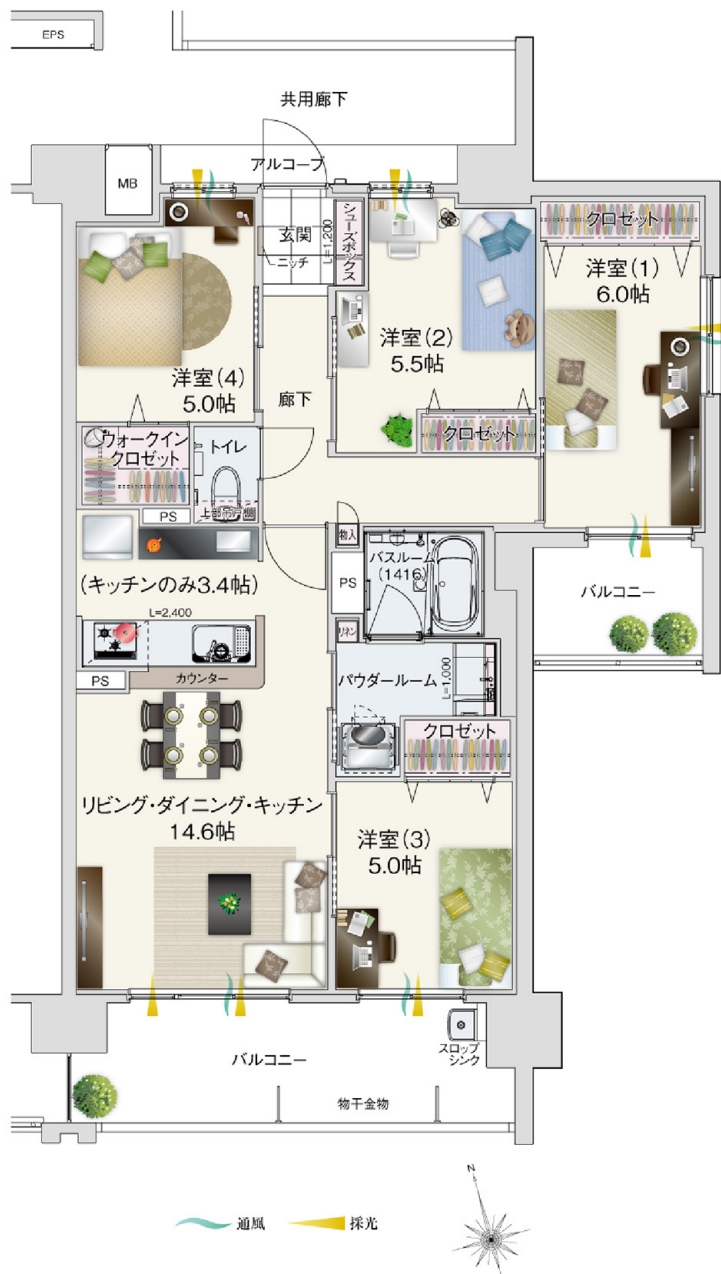 EPS
共用廊下
アルコーブ
MB
玄関
ニッチ
シューズボックス
L=1,200
クロゼット
洋室(1)
6.0帖
洋室(2)
5.5帖
洋室(4)
5.0帖
廊下
クロゼット
ウォークイン
クロゼット
トイレ
上部吊戸棚
PS
物入
バスルーム
(1416)
(キッチンのみ3.4帖)
PS
バルコニー
L=2,400
リネン
カウンター
PS
パウダールーム
L=1,000
クロゼット
リビング・ダイニング・キッチン
14.6帖
洋室(3)
5.0帖
スロップ
シンク
バルコニー
物干金物
N
通風
採光